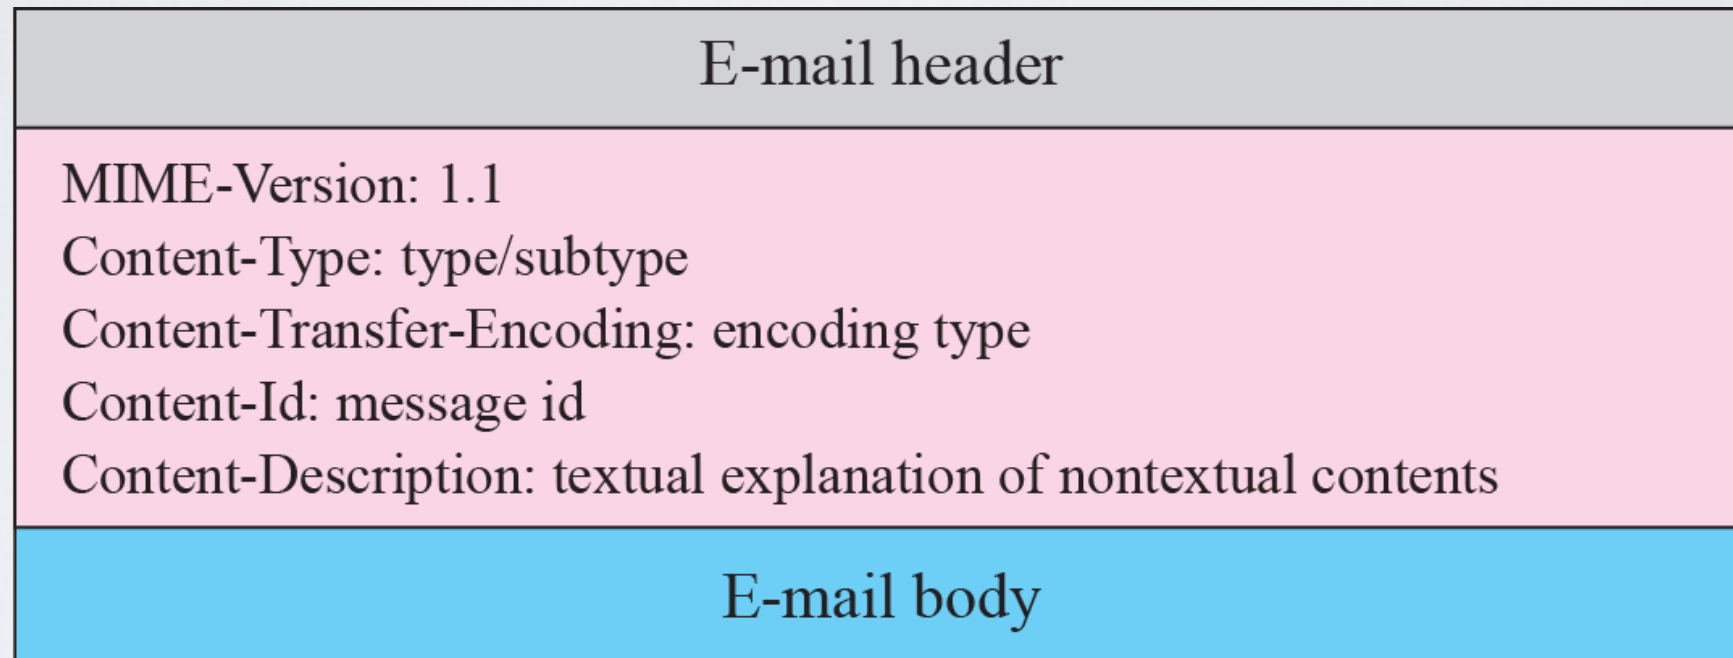 E-mail header
MIME-Version: 1.1
Content-Type: type/subtype
Content-Transfer-Encoding: encoding type
Content-Id: message id
Content-Description: textual explanation of nontextual contents
E-mail body